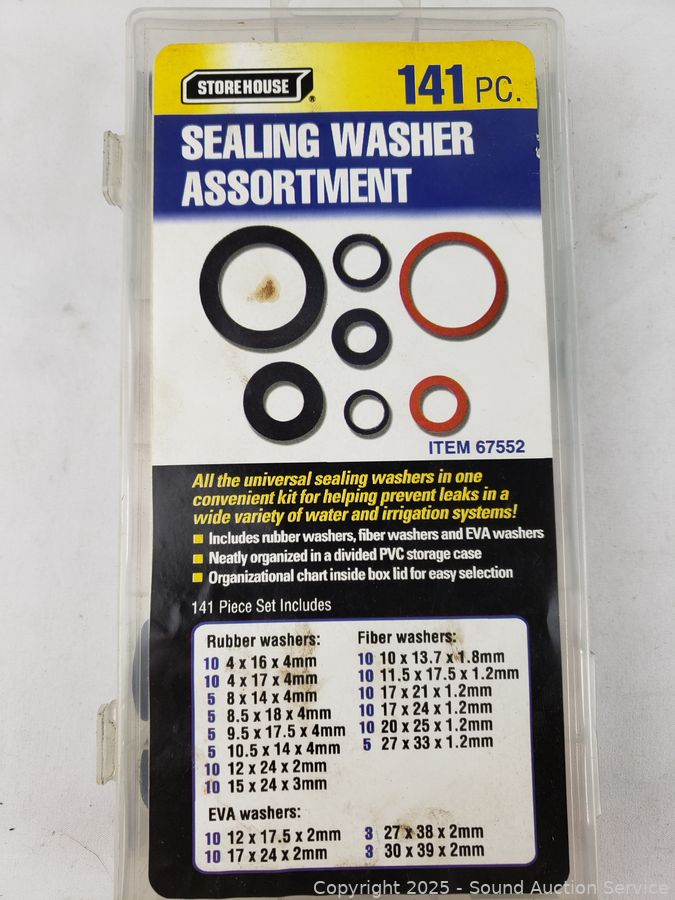 STOREHOUSE ®
141 PC.
SEALING WASHER
ASSORTMENT
ITEM 67552
All the universal sealing washers in one
convenient kit for helping prevent leaks in a
wide variety of water and irrigation systems!
Includes rubber washers, fiber washers and EVA washers
Neatly organized in a divided PVC storage case
Organizational chart inside box lid for easy selection
141 Piece Set Includes
Rubber washers:
10 4 x 16 x 4mm
10 4 x 17 x 4mm
5 8 x 14 x 4mm
5 8.5 x 18 x 4mm
5 9.5 x 17.5 x 4mm
5 10.5 x 14 x 4mm
10 12 x 24 x 2mm
10 15 x 24 x 3mm
Fiber washers:
10 10 x 13.7 x 1.8mm
10 11.5 x 17.5 x 1.2mm
10 17 x 21 x 1.2mm
10 17 x 24 x 1.2mm
10 20 x 25 x 1.2mm
5 27 x 33 x 1.2mm
EVA washers:
10 12 x 17.5 x 2mm
10 17 x 24 x 2mm
3 27 x 38 x 2mm
3 30 x 39 x 2mm
Copyright 2025 - Sound Auction Service